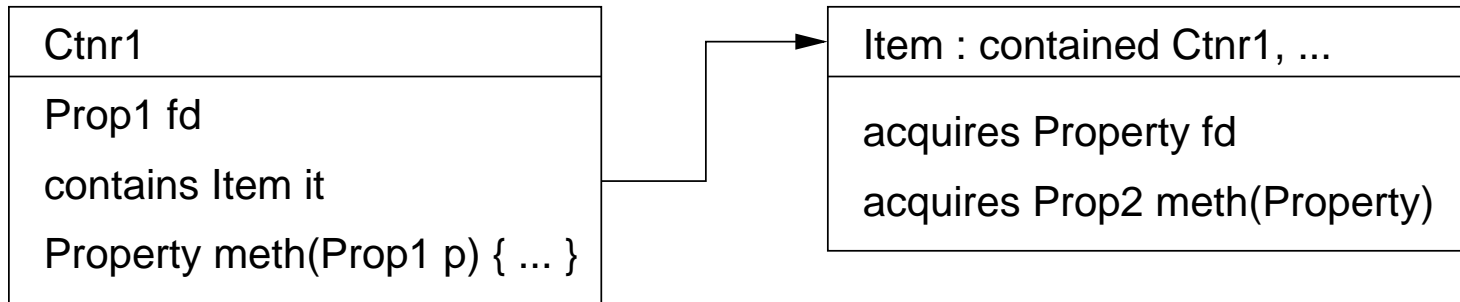 Ctnr1
Prop1 fd
contains Item it
Property meth(Prop1 p) { ... }
Item : contained Ctnr1, ...
acquires Property fd
acquires Prop2 meth(Property)